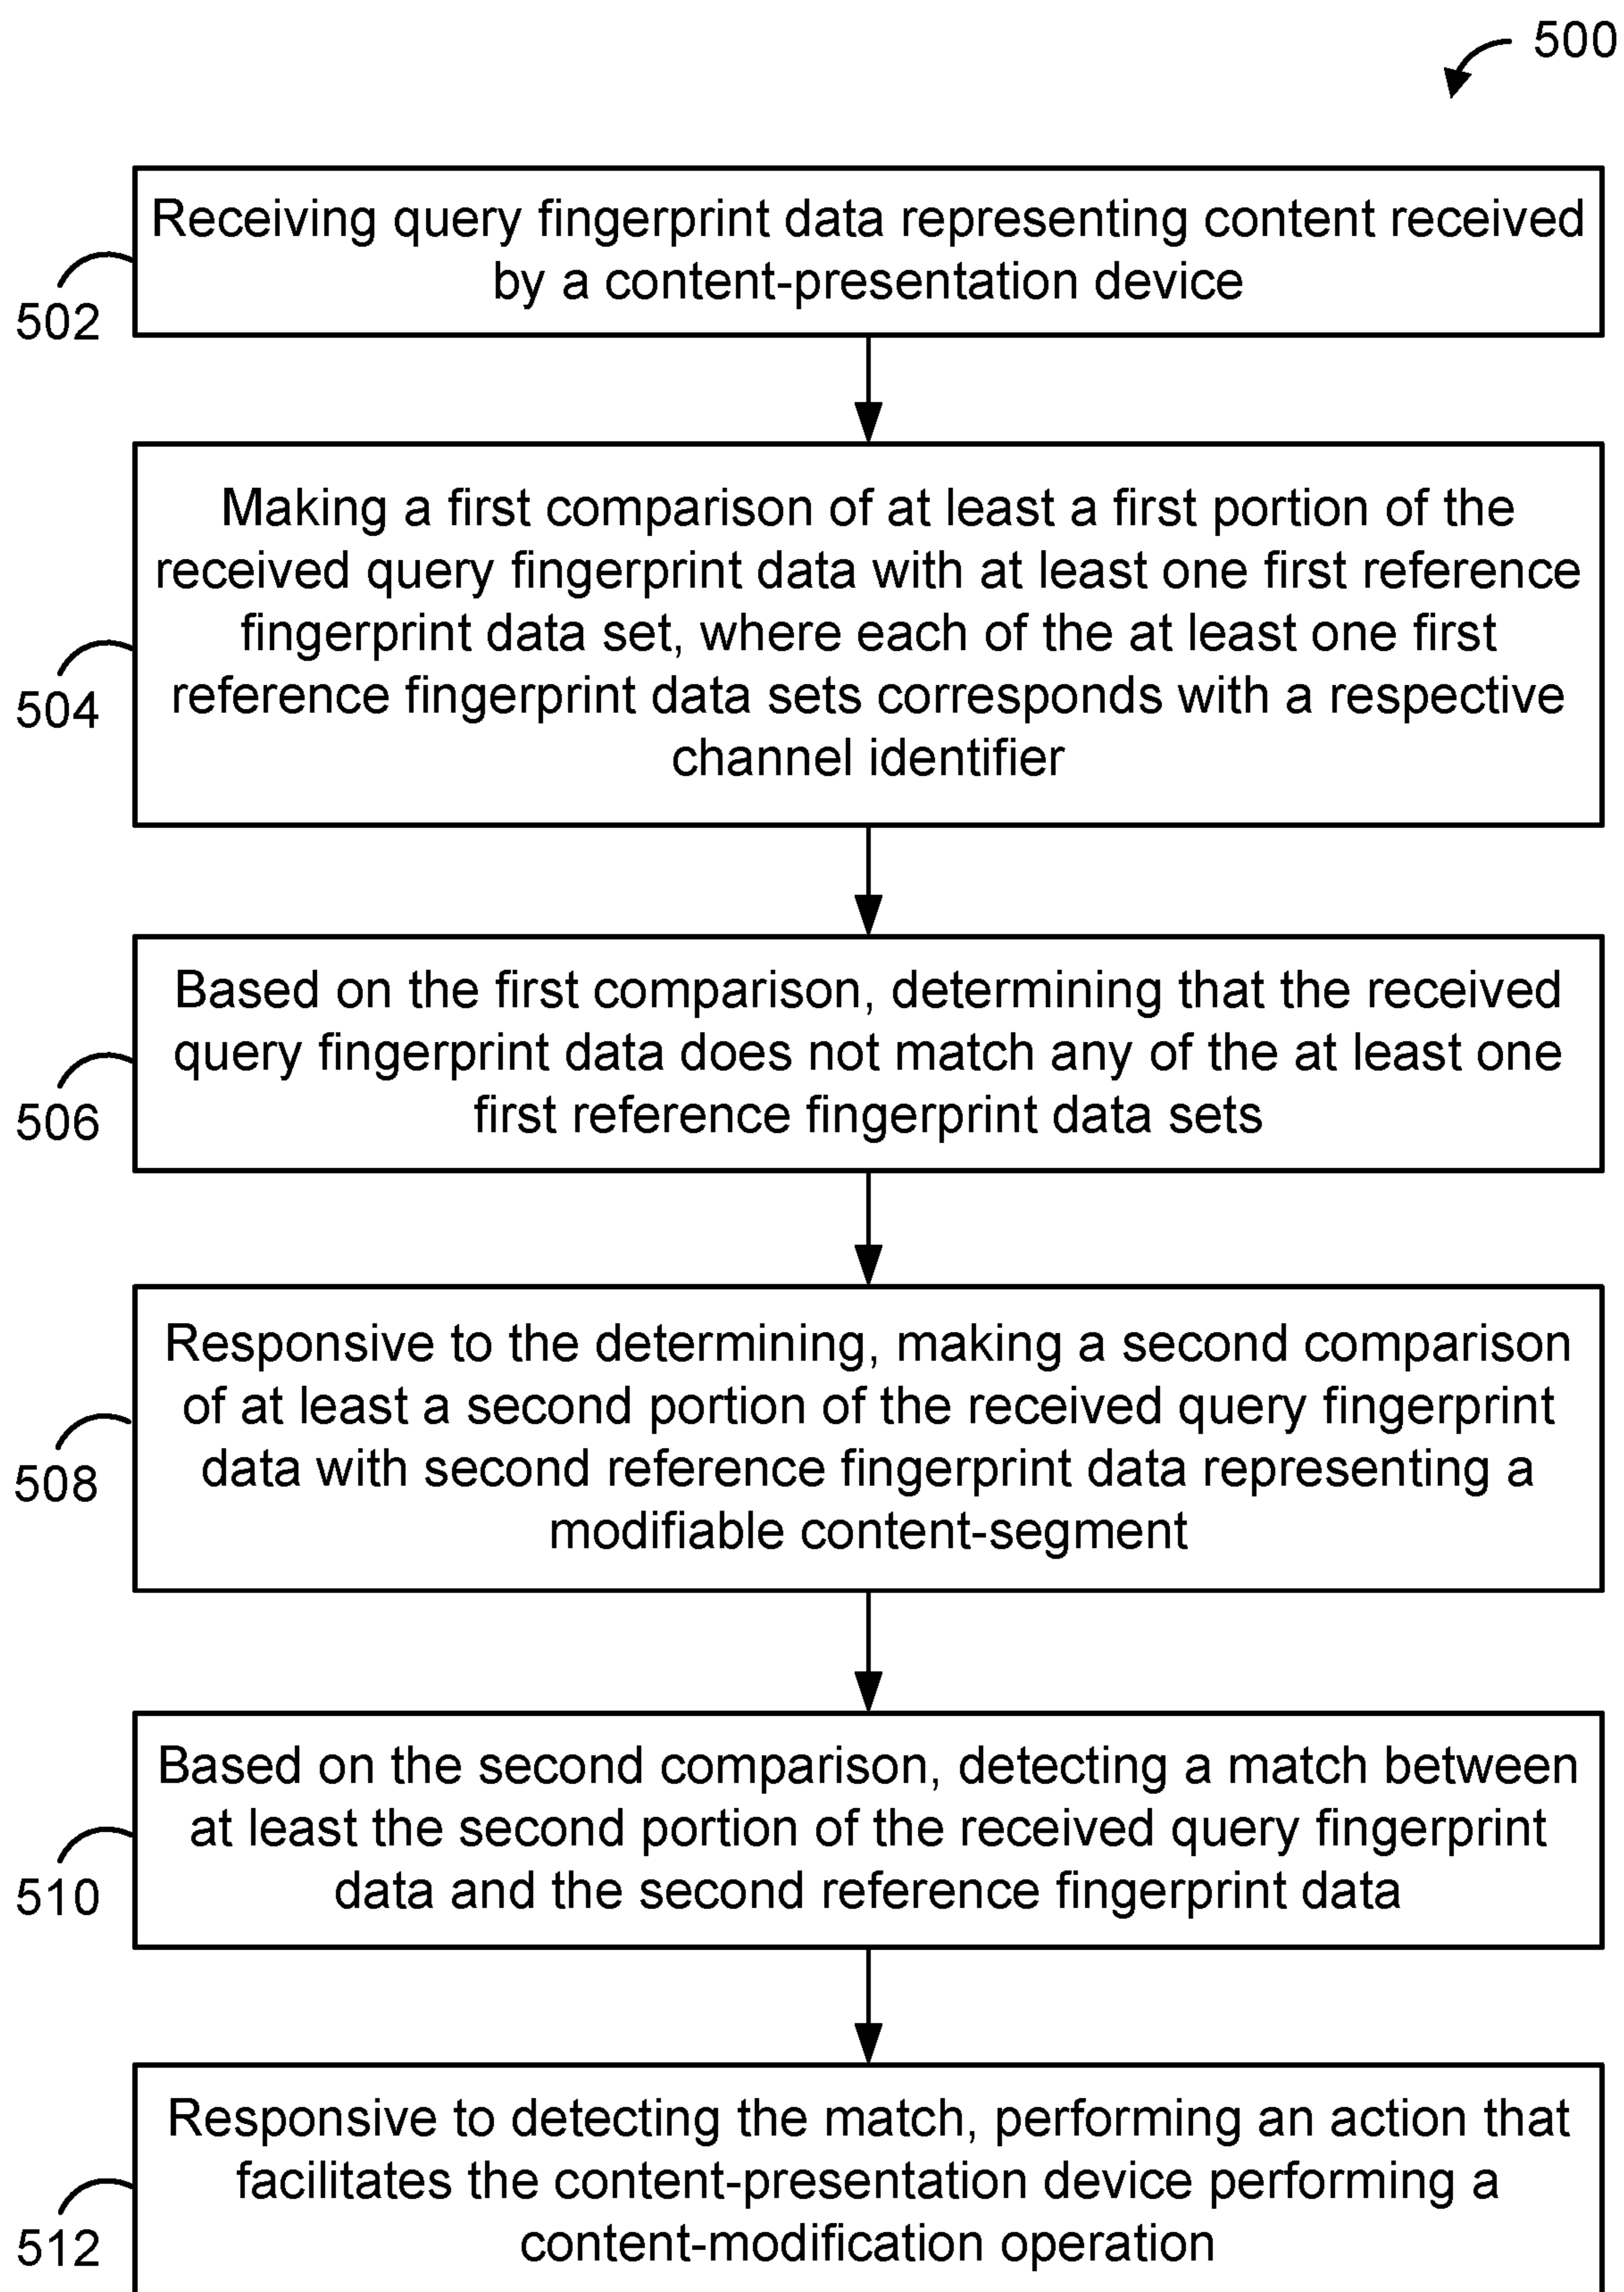 500
Receiving query fingerprint data representing content received
by a content-presentation device
502
Making a first comparison of at least a first portion of the
received query fingerprint data with at least one first reference
fingerprint data set, where each of the at least one first
reference fingerprint data sets corresponds with a respective
channel identifier
504
Based on the first comparison, determining that the received
query fingerprint data does not match any of the at least one
first reference fingerprint data sets
506
Responsive to the determining, making a second comparison
of at least a second portion of the received query fingerprint
data with second reference fingerprint data representing a
modifiable content-segment
508
Based on the second comparison, detecting a match between
at least the second portion of the received query fingerprint
data and the second reference fingerprint data
510
Responsive to detecting the match, performing an action that
facilitates the content-presentation device performing a
content-modification operation
512